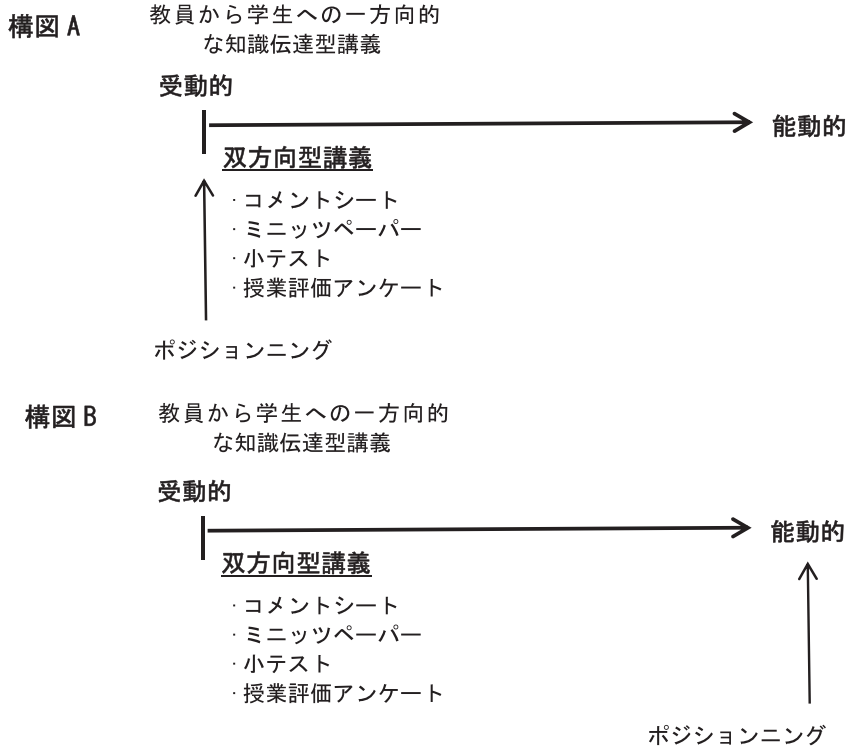 構図 A
教員から学生への一方向的
な知識伝達型講義
受動的
能動的
双方向型講義
・コメントシート
・ミニッツペーパー
・小テスト
・授業評価アンケート
ポジションニング
構図 B
教員から学生への一方向的
な知識伝達型講義
受動的
能動的
双方向型講義
・コメントシート
・ミニッツペーパー
・小テスト
・授業評価アンケート
ポジションニング